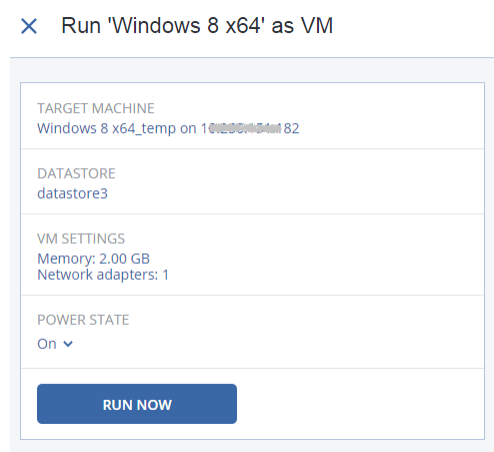 Run 'Windows 8 x64' as VM
TARGET MACHINE
Windows 8 x64_temp on
DATASTORE
datastore3
VM SETTINGS
Memory: 2.00 GB
Network adapters: 1
POWER STATE
On
RUN NOW